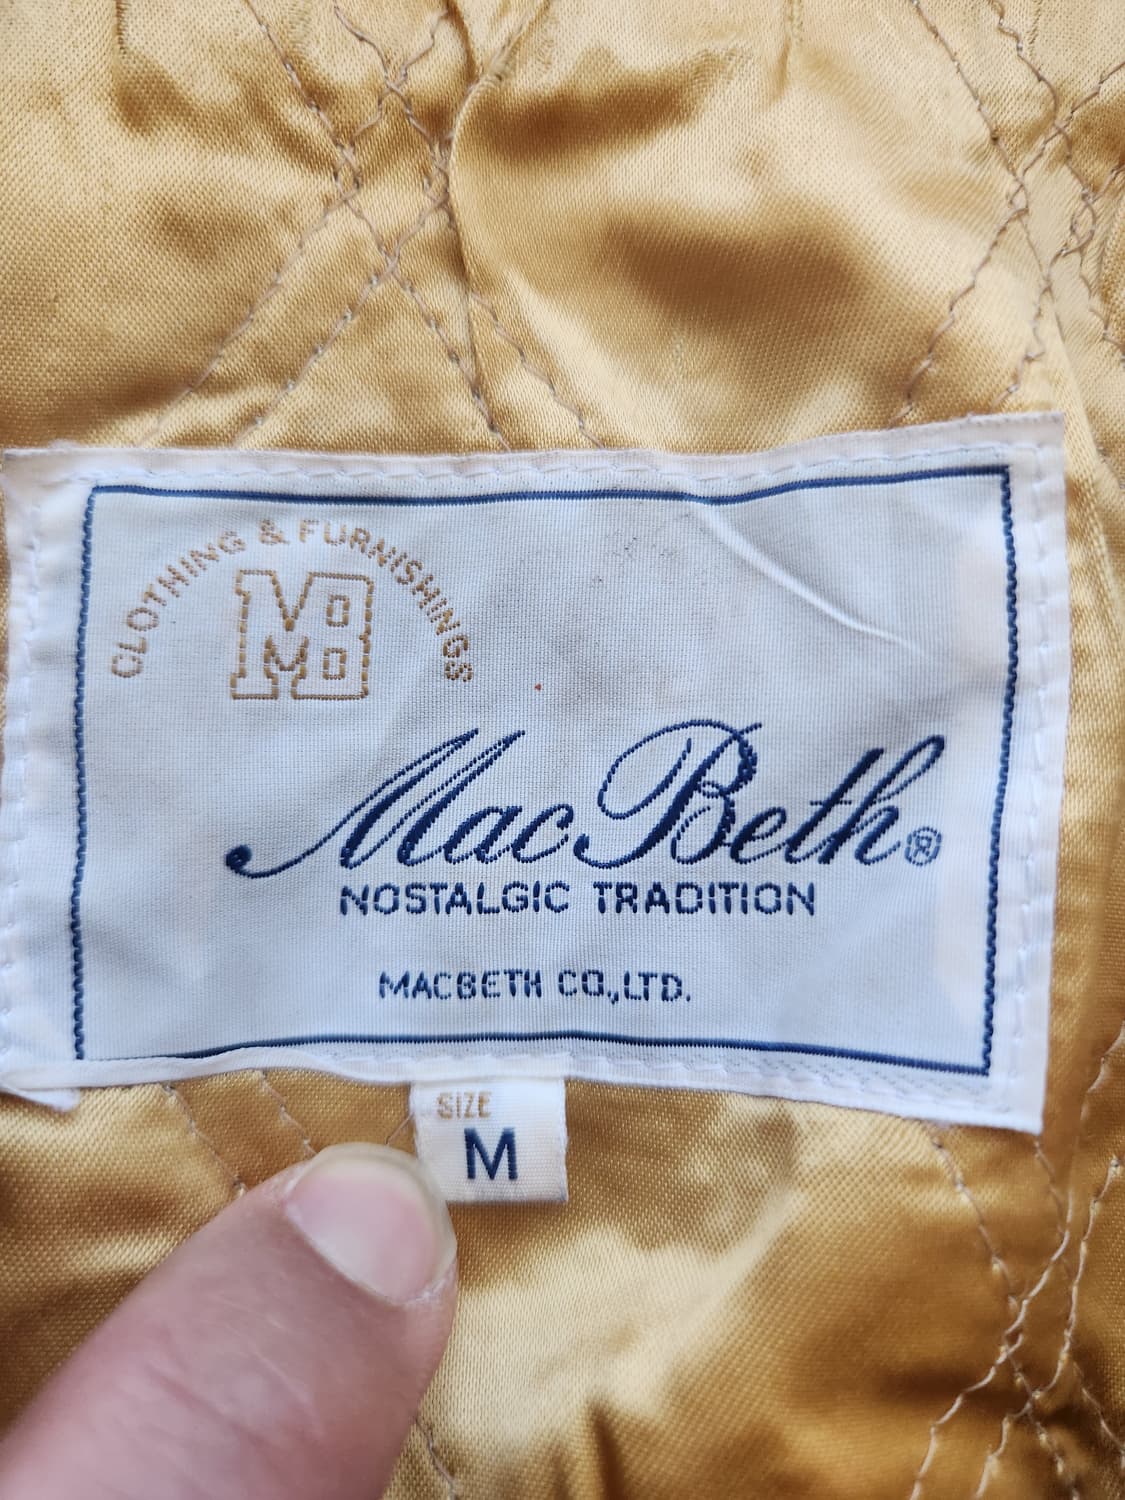 CLOTHING & FURNISHINGS
MB
MacBeth®
NOSTALGIC TRADITION
MACBETH CO.,LTD.
SIZE
M